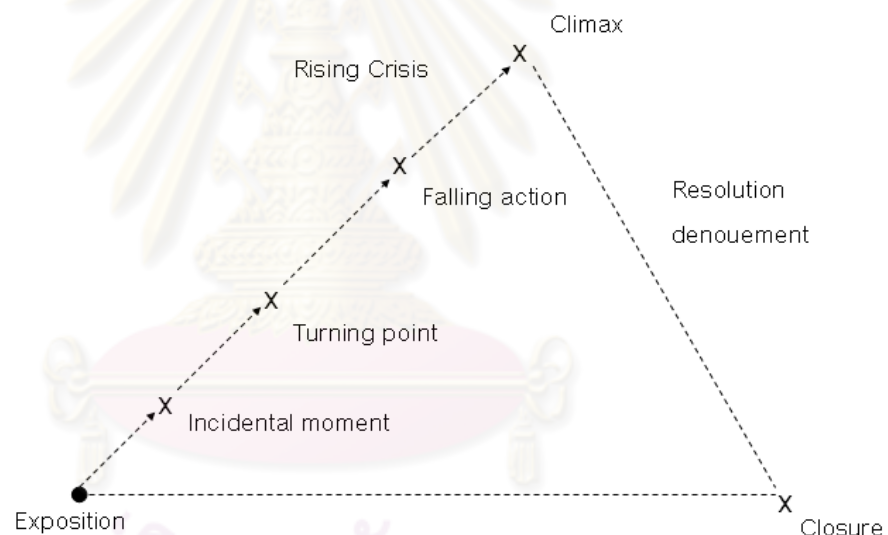 Climax
Rising Crisis
X
X
Falling action
Resolution
denouement
X
Turning point
X
Incidental moment
X
Exposition
Closure